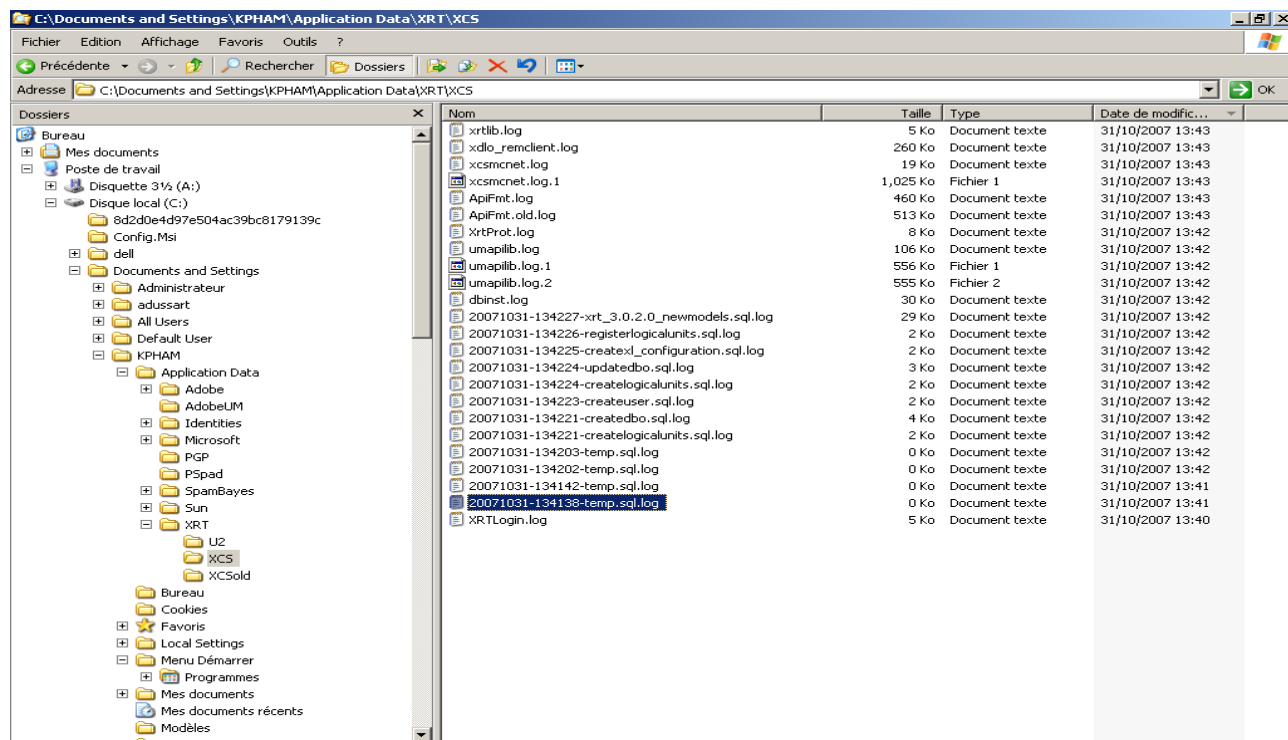 C:\Documents and Settings\KPHAM\Application Data\XRT\XCS
Fichier Edition Affichage Favoris Outils ?
Précédente Rechercher Dossiers
Adresse C:\Documents and Settings\KPHAM\Application Data\XRT\XCS OK
Dossiers
Bureau
Mes documents
Poste de travail
Disquette 3½ (A:)
Disque local (C:)
8d2d0e4d97e504ac39bc8179139c
Config.Msi
dell
Documents and Settings
Administrateur
adussart
All Users
Default User
KPHAM
Application Data
Adobe
AdobeUM
Identities
Microsoft
PGP
PSpad
SpamBayes
Sun
XRT
U2
XCS
XCSold
Bureau
Cookies
Favoris
Local Settings
Menu Démarrer
Programmes
Mes documents
Mes documents récents
Modèles
Nom Taille Type Date de modific...
xrtlib.log 5 Ko Document texte 31/10/2007 13:43
xdlo_remclient.log 260 Ko Document texte 31/10/2007 13:43
xcsmcnet.log 19 Ko Document texte 31/10/2007 13:43
xcsmcnet.log.1 1,025 Ko Fichier 1 31/10/2007 13:43
ApiFmt.log 460 Ko Document texte 31/10/2007 13:43
ApiFmt.old.log 513 Ko Document texte 31/10/2007 13:43
XrtProt.log 8 Ko Document texte 31/10/2007 13:42
umapilib.log 106 Ko Document texte 31/10/2007 13:42
umapilib.log.1 556 Ko Fichier 1 31/10/2007 13:42
umapilib.log.2 555 Ko Fichier 2 31/10/2007 13:42
dbinst.log 30 Ko Document texte 31/10/2007 13:42
20071031-134227-xrt_3.0.2.0_newmodels.sql.log 29 Ko Document texte 31/10/2007 13:42
20071031-134226-registerlogicalunits.sql.log 2 Ko Document texte 31/10/2007 13:42
20071031-134225-createxl_configuration.sql.log 2 Ko Document texte 31/10/2007 13:42
20071031-134224-updatedbo.sql.log 3 Ko Document texte 31/10/2007 13:42
20071031-134224-createlogicalunits.sql.log 2 Ko Document texte 31/10/2007 13:42
20071031-134223-createuser.sql.log 2 Ko Document texte 31/10/2007 13:42
20071031-134221-createdbo.sql.log 4 Ko Document texte 31/10/2007 13:42
20071031-134221-createlogicalunits.sql.log 2 Ko Document texte 31/10/2007 13:42
20071031-134203-temp.sql.log 0 Ko Document texte 31/10/2007 13:42
20071031-134202-temp.sql.log 0 Ko Document texte 31/10/2007 13:42
20071031-134142-temp.sql.log 0 Ko Document texte 31/10/2007 13:41
20071031-134138-temp.sql.log 0 Ko Document texte 31/10/2007 13:41
XRTLogin.log 5 Ko Document texte 31/10/2007 13:40